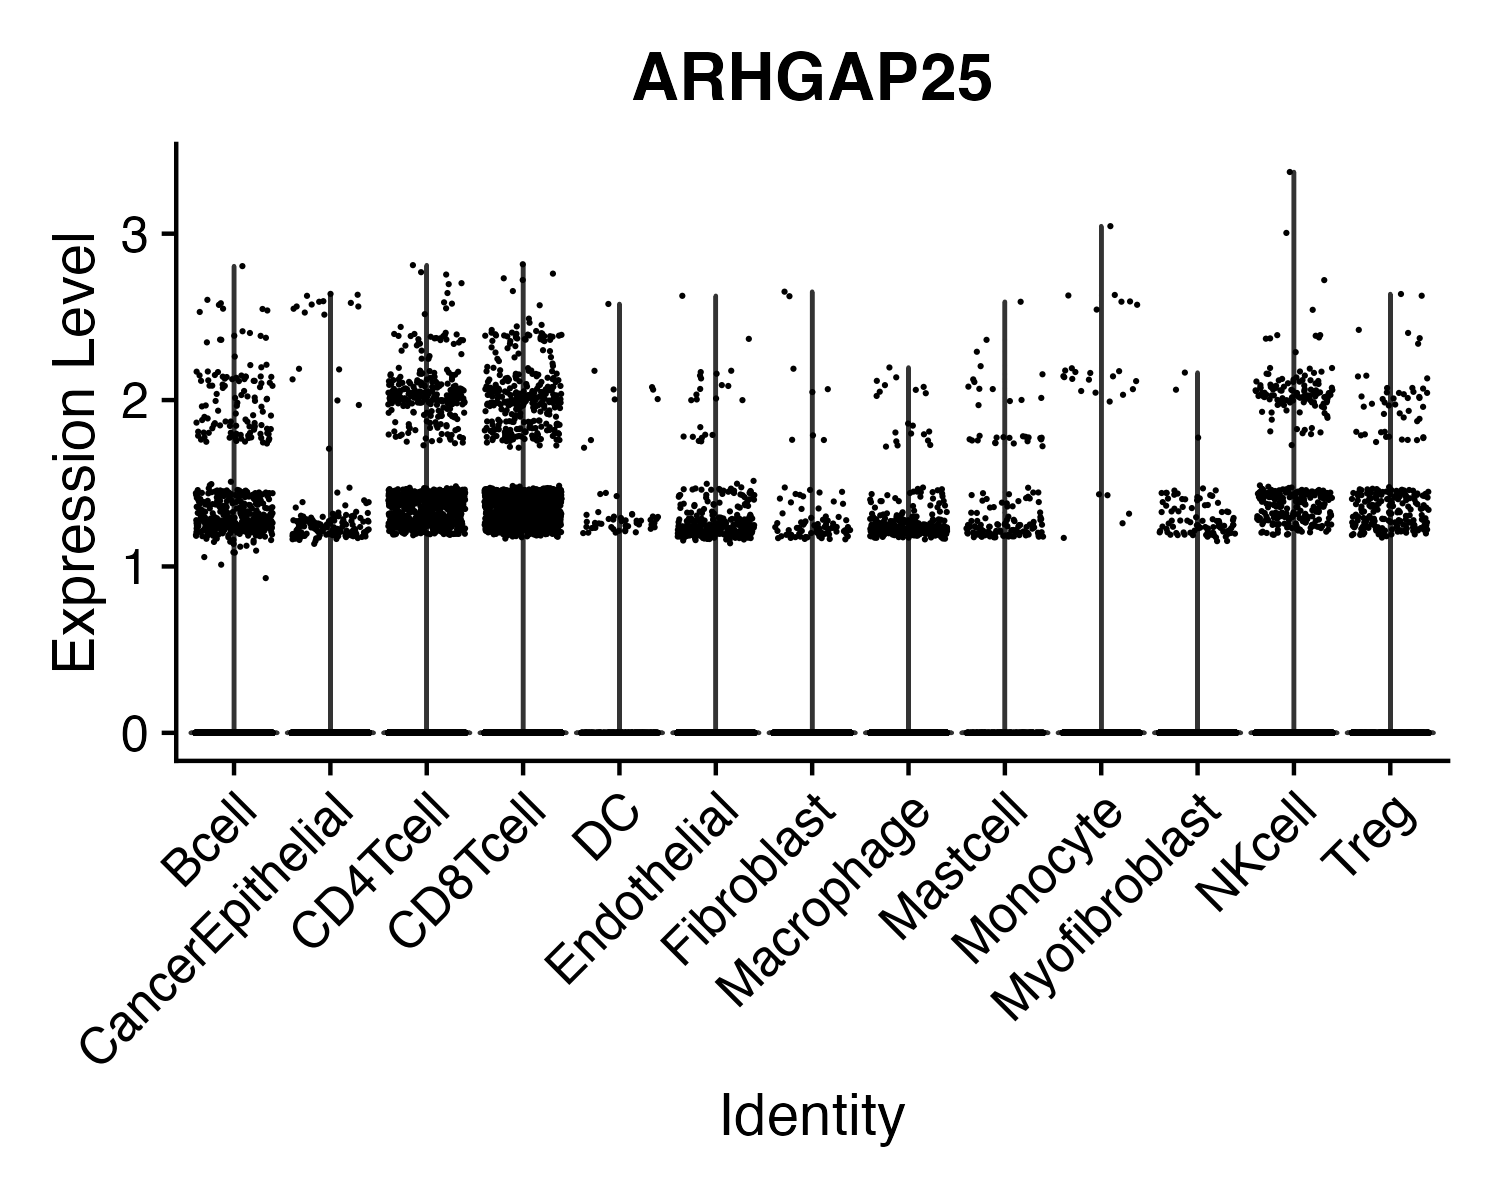 ARHGAP25
Expression Level
3
2
1
0
Bcell
CancerEpithelial
CD4Tcell
CD8Tcell
DC
Endothelial
Fibroblast
Macrophage
Mastcell
Monocyte
Myofibroblast
NKcell
Treg
Identity